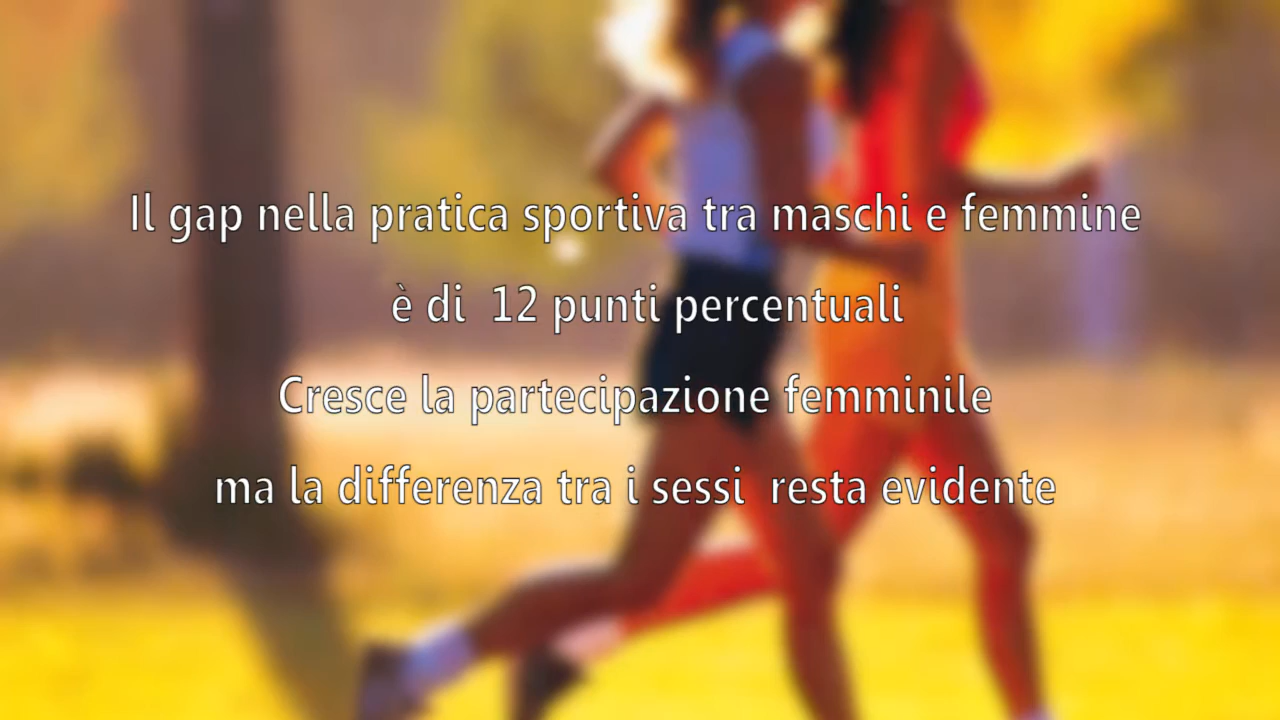 Il gap nella pratica sportiva tra maschi e femmine
è di  12 punti percentuali
Cresce la partecipazione femminile
ma la differenza tra i sessi  resta evidente